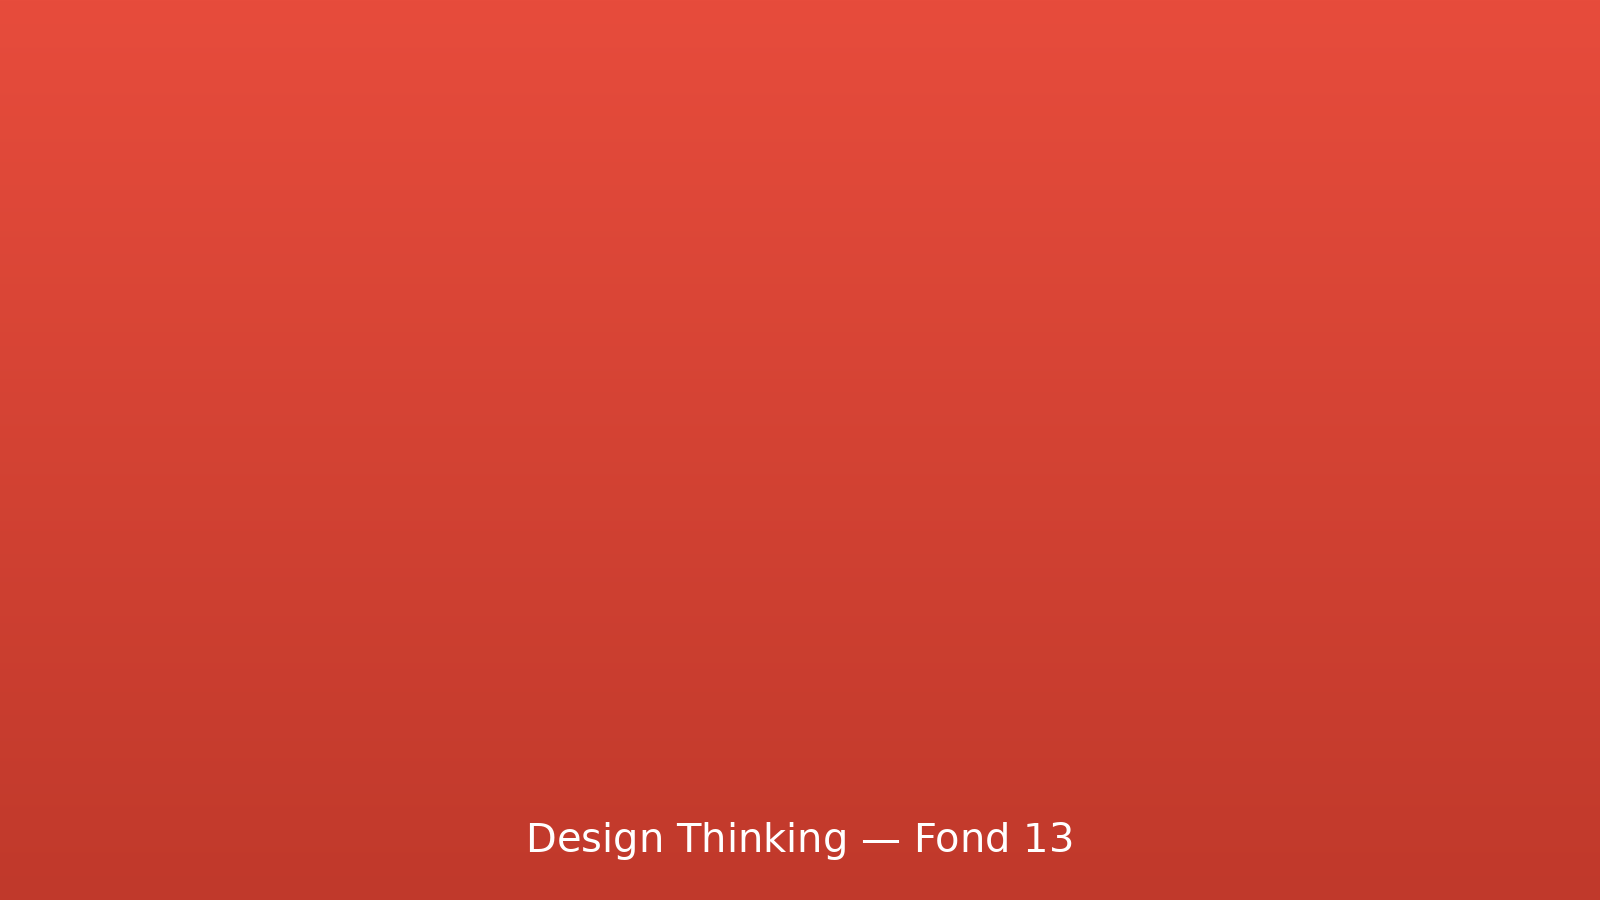 Design Thinking — Fond 13